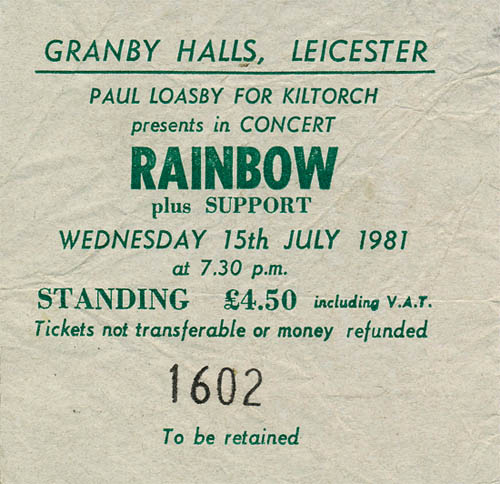 GRANBY HALLS, LEICESTER
PAUL LOASBY FOR KILTORCH
presents in CONCERT
RAINBOW
plus SUPPORT
WEDNESDAY 15th JULY 1981
at 7.30 p.m.
STANDING £4.50 including V.A.T.
Tickets not transferable or money refunded
1602
To be retained